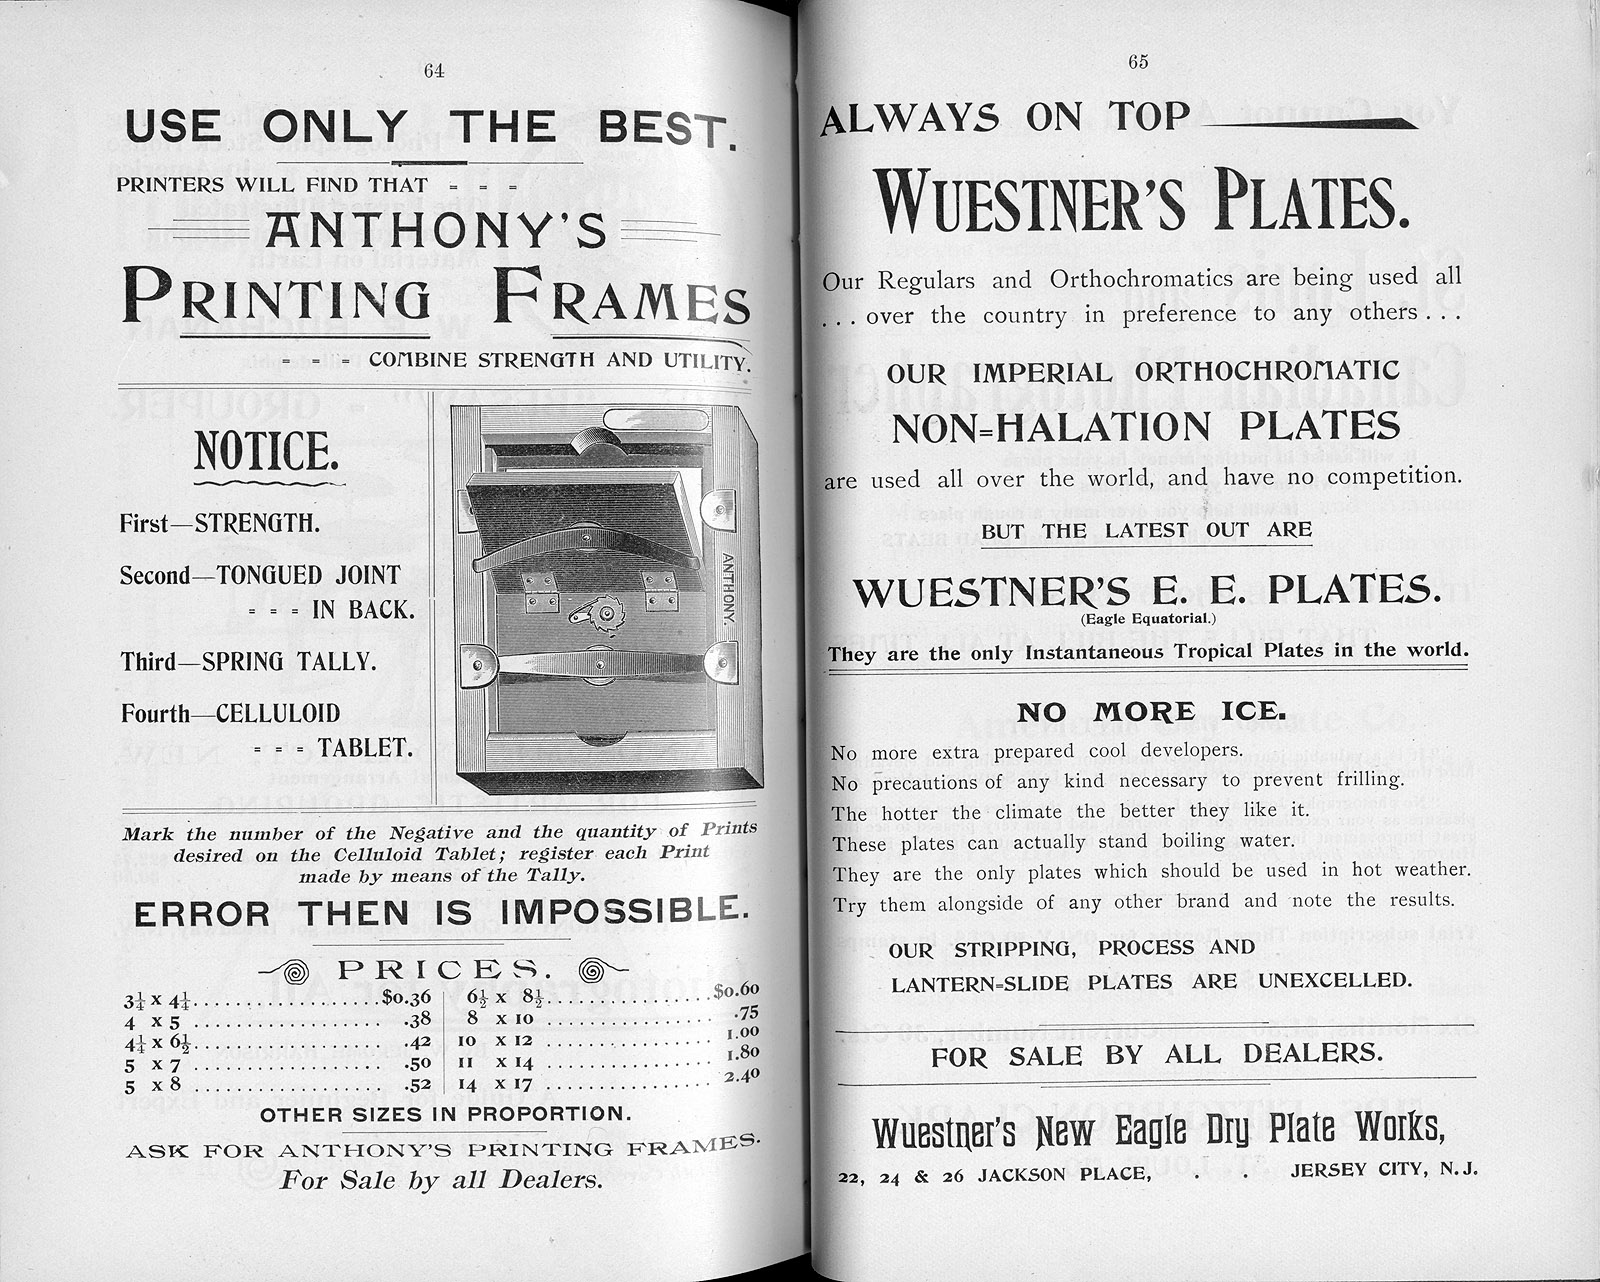 64
USE ONLY THE BEST.
PRINTERS WILL FIND THAT = = =
ANTHONY'S
PRINTING FRAMES
= = = COMBINE STRENGTH AND UTILITY.
NOTICE.
First—STRENGTH.
Second—TONGUED JOINT
= = = IN BACK.
Third—SPRING TALLY.
Fourth—CELLULOID
= = = TABLET.
ANTHONY.
Mark the number of the Negative and the quantity of Prints
desired on the Celluloid Tablet; register each Print
made by means of the Tally.
ERROR THEN IS IMPOSSIBLE.
PRICES.
3¼ x 4¼ . . . . . . . . . . . . . . . . . . $0.36
4 x 5 . . . . . . . . . . . . . . . . . . .38
4¼ x 6½ . . . . . . . . . . . . . . . . . . .42
5 x 7 . . . . . . . . . . . . . . . . . . .50
5 x 8 . . . . . . . . . . . . . . . . . . .52
6½ x 8½ . . . . . . . . . . . . . . . . $0.60
8 x 10 . . . . . . . . . . . . . . . . .75
10 x 12 . . . . . . . . . . . . . . . . 1.00
11 x 14 . . . . . . . . . . . . . . . . 1.80
14 x 17 . . . . . . . . . . . . . . . . 2.40
OTHER SIZES IN PROPORTION.
ASK FOR ANTHONY'S PRINTING FRAMES.
For Sale by all Dealers.
65
ALWAYS ON TOP
WUESTNER'S PLATES.
Our Regulars and Orthochromatics are being used all
. . . over the country in preference to any others . . .
OUR IMPERIAL ORTHOCHROMATIC
NON=HALATION PLATES
are used all over the world, and have no competition.
BUT THE LATEST OUT ARE
WUESTNER'S E. E. PLATES.
(Eagle Equatorial.)
They are the only Instantaneous Tropical Plates in the world.
NO MORE ICE.
No more extra prepared cool developers.
No precautions of any kind necessary to prevent frilling.
The hotter the climate the better they like it.
These plates can actually stand boiling water.
They are the only plates which should be used in hot weather.
Try them alongside of any other brand and note the results.
OUR STRIPPING, PROCESS AND
LANTERN=SLIDE PLATES ARE UNEXCELLED.
FOR SALE BY ALL DEALERS.
Wuestner's New Eagle Dry Plate Works,
22, 24 & 26 JACKSON PLACE, . . JERSEY CITY, N. J.